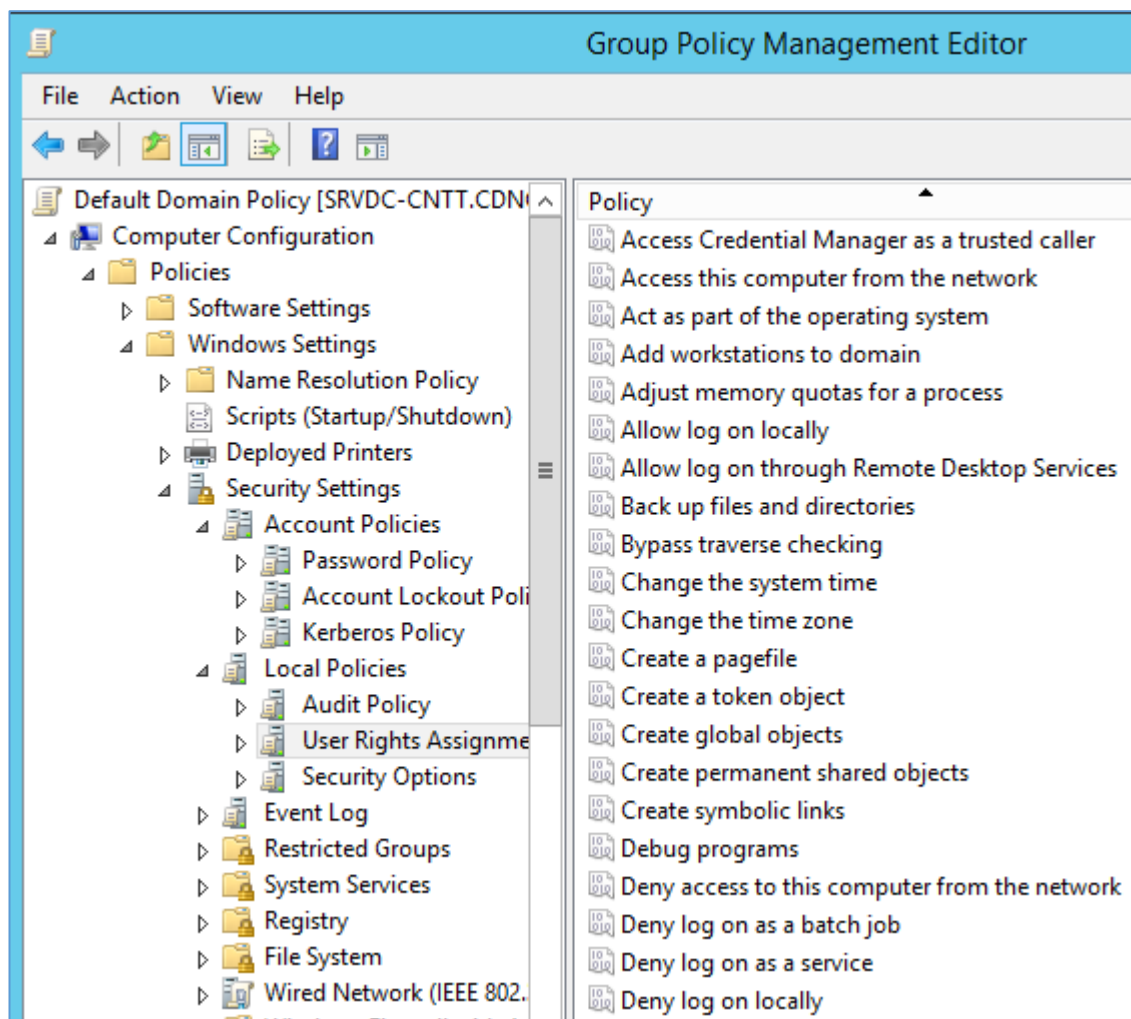 Group Policy Management Editor
File Action View Help
Default Domain Policy [SRVDC-CNTT.CDN
Computer Configuration
Policies
Software Settings
Windows Settings
Name Resolution Policy
Scripts (Startup/Shutdown)
Deployed Printers
Security Settings
Account Policies
Password Policy
Account Lockout Poli
Kerberos Policy
Local Policies
Audit Policy
User Rights Assignme
Security Options
Event Log
Restricted Groups
System Services
Registry
File System
Wired Network (IEEE 802.
Policy
Access Credential Manager as a trusted caller
Access this computer from the network
Act as part of the operating system
Add workstations to domain
Adjust memory quotas for a process
Allow log on locally
Allow log on through Remote Desktop Services
Back up files and directories
Bypass traverse checking
Change the system time
Change the time zone
Create a pagefile
Create a token object
Create global objects
Create permanent shared objects
Create symbolic links
Debug programs
Deny access to this computer from the network
Deny log on as a batch job
Deny log on as a service
Deny log on locally